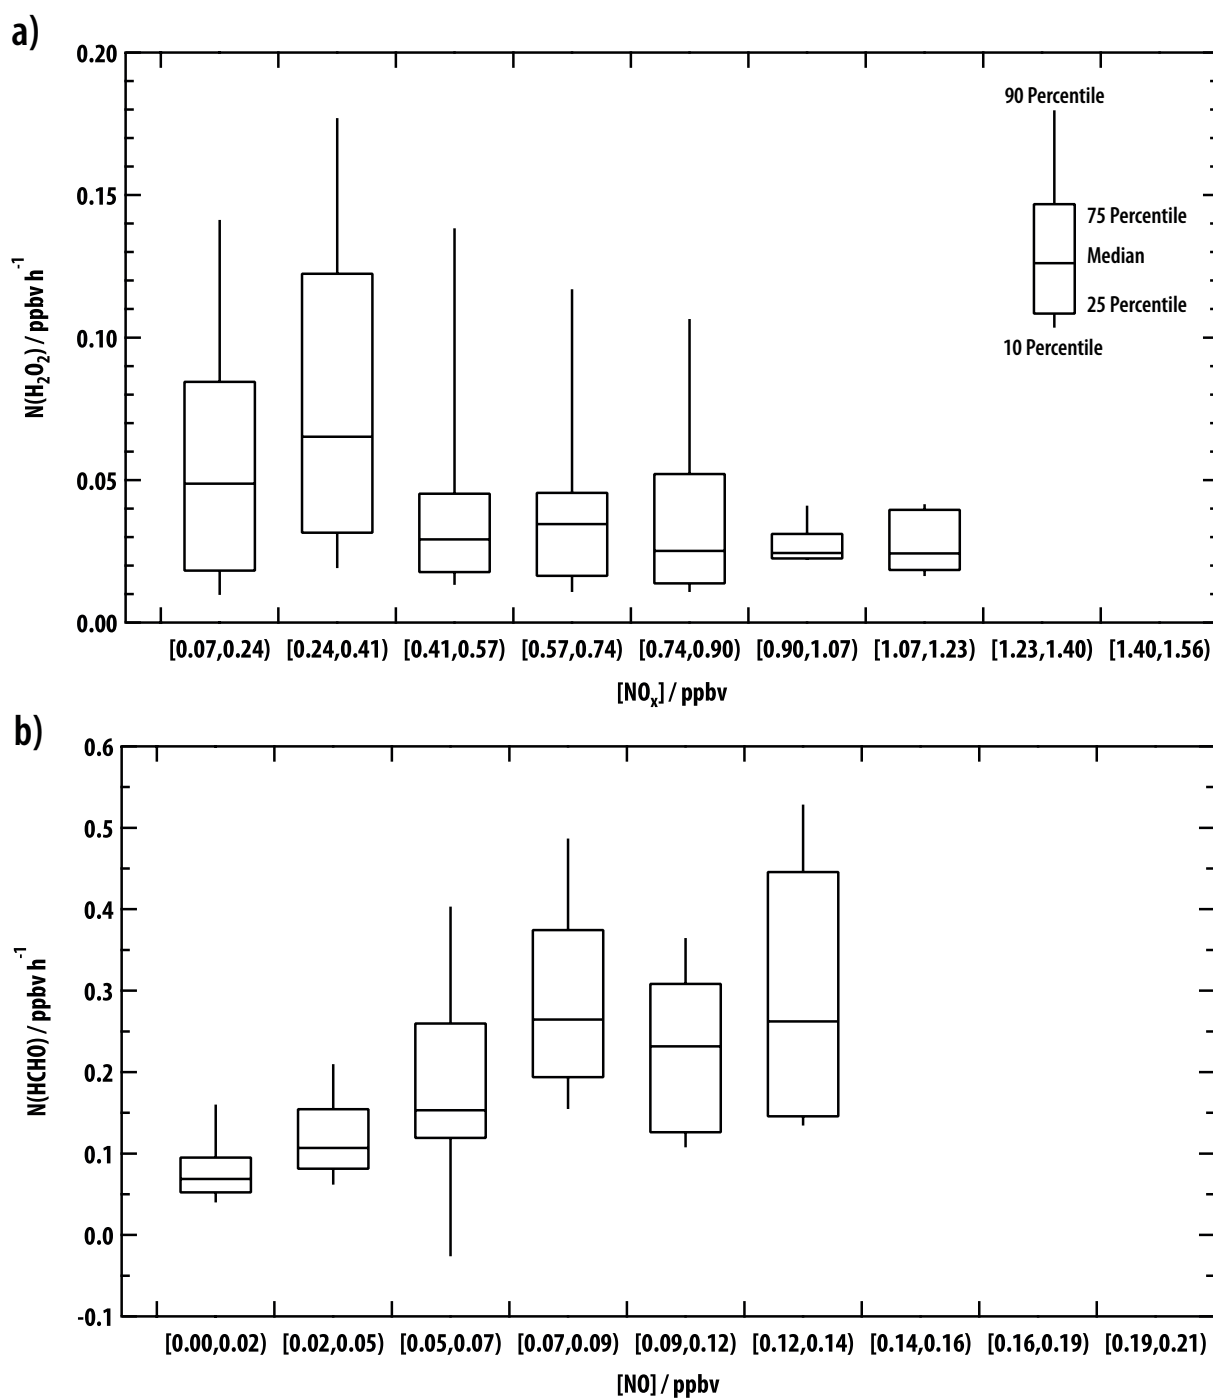 a)
0.20
0.15
0.10
0.05
0.00
N(H₂O₂) / ppbv h⁻¹
90 Percentile
75 Percentile
Median
25 Percentile
10 Percentile
[0.07,0.24) [0.24,0.41) [0.41,0.57) [0.57,0.74) [0.74,0.90) [0.90,1.07) [1.07,1.23) [1.23,1.40) [1.40,1.56)
[NOₓ] / ppbv
b)
0.6
0.5
0.4
0.3
0.2
0.1
0.0
-0.1
N(HCHO) / ppbv h⁻¹
[0.00,0.02) [0.02,0.05) [0.05,0.07) [0.07,0.09) [0.09,0.12) [0.12,0.14) [0.14,0.16) [0.16,0.19) [0.19,0.21)
[NO] / ppbv